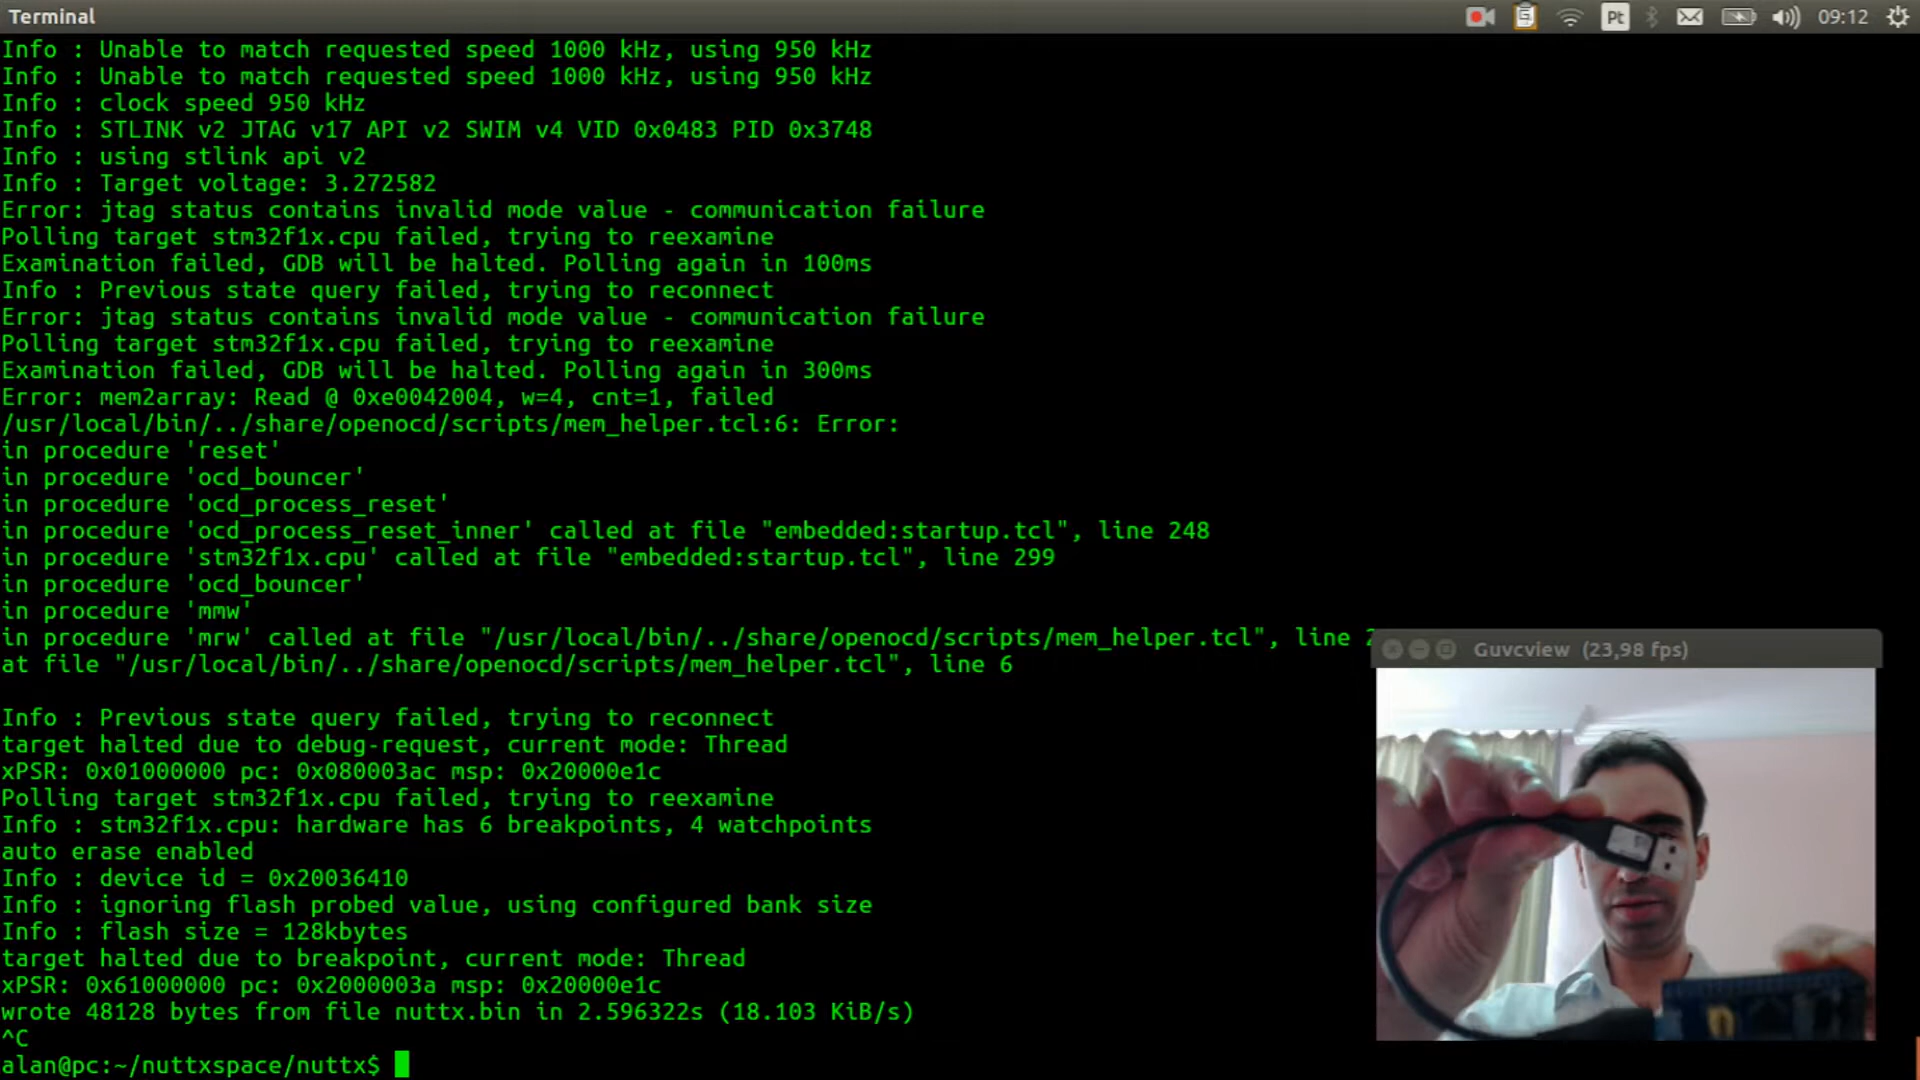 Terminal
Pt
09:12
Info : Unable to match requested speed 1000 kHz, using 950 kHz
Info : Unable to match requested speed 1000 kHz, using 950 kHz
Info : clock speed 950 kHz
Info : STLINK v2 JTAG v17 API v2 SWIM v4 VID 0x0483 PID 0x3748
Info : using stlink api v2
Info : Target voltage: 3.272582
Error: jtag status contains invalid mode value - communication failure
Polling target stm32f1x.cpu failed, trying to reexamine
Examination failed, GDB will be halted. Polling again in 100ms
Info : Previous state query failed, trying to reconnect
Error: jtag status contains invalid mode value - communication failure
Polling target stm32f1x.cpu failed, trying to reexamine
Examination failed, GDB will be halted. Polling again in 300ms
Error: mem2array: Read @ 0xe0042004, w=4, cnt=1, failed
/usr/local/bin/../share/openocd/scripts/mem_helper.tcl:6: Error:
in procedure 'reset'
in procedure 'ocd_bouncer'
in procedure 'ocd_process_reset'
in procedure 'ocd_process_reset_inner' called at file "embedded:startup.tcl", line 248
in procedure 'stm32f1x.cpu' called at file "embedded:startup.tcl", line 299
in procedure 'ocd_bouncer'
in procedure 'mmw'
in procedure 'mrw' called at file "/usr/local/bin/../share/openocd/scripts/mem_helper.tcl", line
at file "/usr/local/bin/../share/openocd/scripts/mem_helper.tcl", line 6
Info : Previous state query failed, trying to reconnect
target halted due to debug-request, current mode: Thread
xPSR: 0x01000000 pc: 0x080003ac msp: 0x20000e1c
Polling target stm32f1x.cpu failed, trying to reexamine
Info : stm32f1x.cpu: hardware has 6 breakpoints, 4 watchpoints
auto erase enabled
Info : device id = 0x20036410
Info : ignoring flash probed value, using configured bank size
Info : flash size = 128kbytes
target halted due to breakpoint, current mode: Thread
xPSR: 0x61000000 pc: 0x2000003a msp: 0x20000e1c
wrote 48128 bytes from file nuttx.bin in 2.596322s (18.103 KiB/s)
^C
alan@pc:~/nuttxspace/nuttx$
Guvcview (23,98 fps)